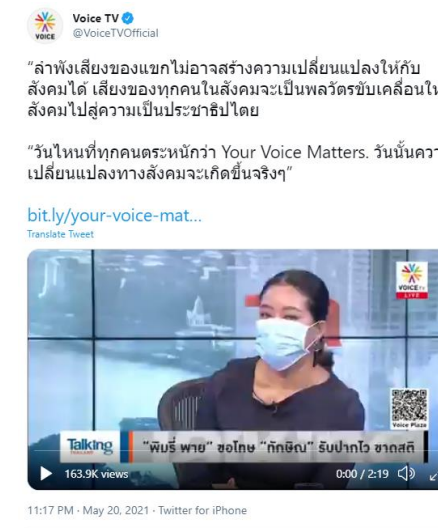 Voice TV
@VoiceTVOfficial
“ลำพังเสียงของแขกไม่อาจสร้างความเปลี่ยนแปลงให้กับ
สังคมได้ เสียงของทุกคนในสังคมจะเป็นพลวัตรขับเคลื่อนให
สังคมไปสู่ความเป็นประชาธิปไตย
“วันไหนที่ทุกคนตระหนักว่า Your Voice Matters. วันนั้นควา
เปลี่ยนแปลงทางสังคมจะเกิดขึ้นจริงๆ”
bit.ly/your-voice-mat...
Translate Tweet
VOICE TV
LIVE
Voice Plaza
Talking
THAILAND
“พิมรี่ พาย” ขอโทษ “ทักษิณ” รับปากไว ขาดสติ
163.9K views
0:00 / 2:19
11:17 PM · May 20, 2021 · Twitter for iPhone